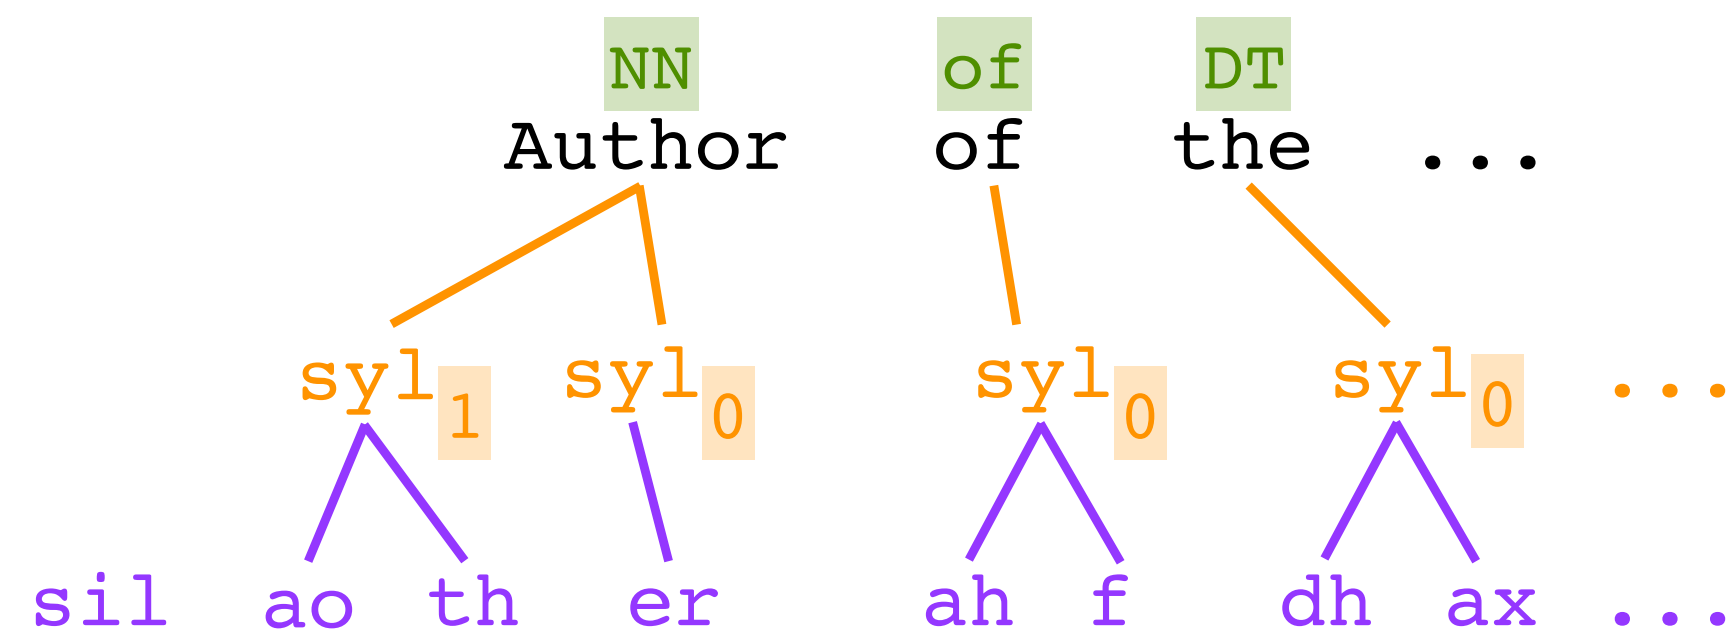 NN of DT
Author of the ...
syl1 syl0 syl0 syl0 ...
sil ao th er ah f dh ax ...